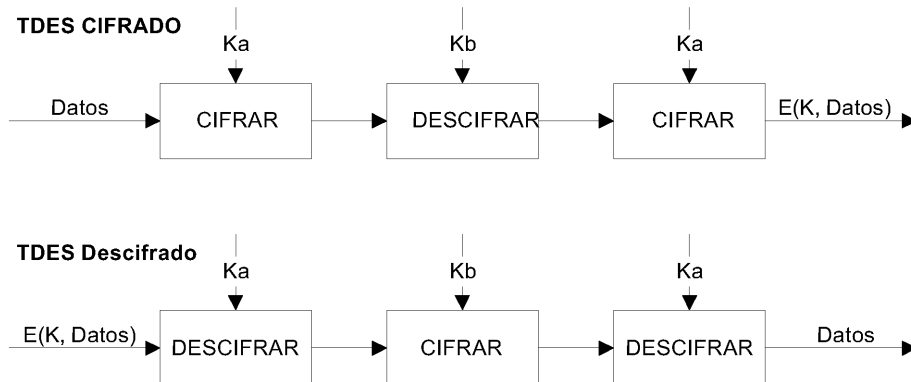 TDES CIFRADO
Ka
Kb
Ka
Datos
CIFRAR
DESCIFRAR
CIFRAR
E(K, Datos)
TDES Descifrado
Ka
Kb
Ka
E(K, Datos)
DESCIFRAR
CIFRAR
DESCIFRAR
Datos